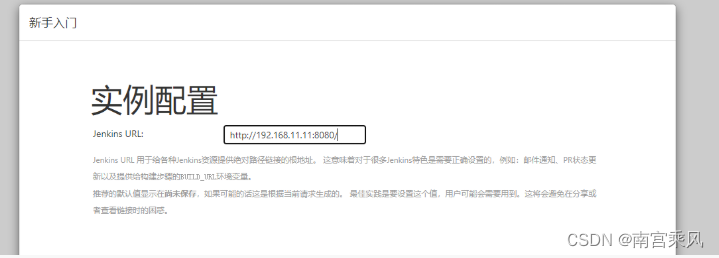 新手入门
实例配置
Jenkins URL:
http://192.168.11.11:8080/
Jenkins URL 用于给各种Jenkins资源提供绝对路径链接的根地址。 这意味着对于很多Jenkins特色是需要正确设置的，例如：邮件通知、PR状态更
新以及提供给构建步骤的BUILD_URL环境变量。
推荐的默认值显示在尚未保存，如果可能的话这是根据当前请求生成的。 最佳实践是要设置这个值，用户可能会需要用到。这将会避免在分享或
者查看链接时的困惑。
CSDN @南宫乘风